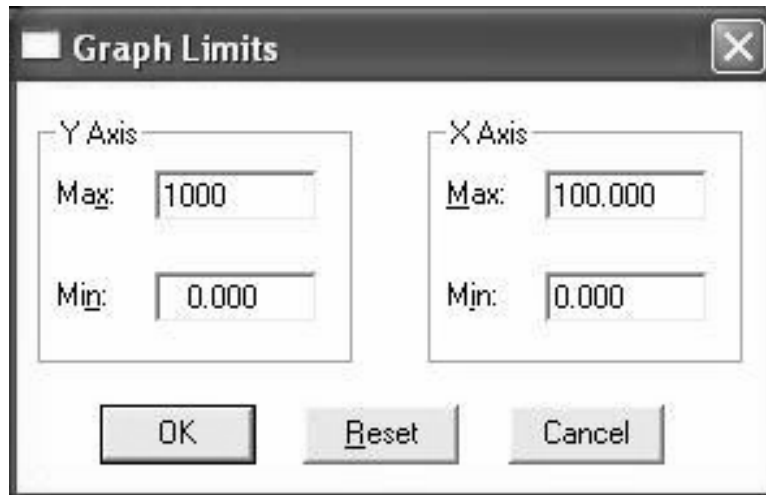 Graph Limits
Y Axis
Max: 1000
Min: 0.000
X Axis
Max: 100.000
Min: 0.000
OK Reset Cancel